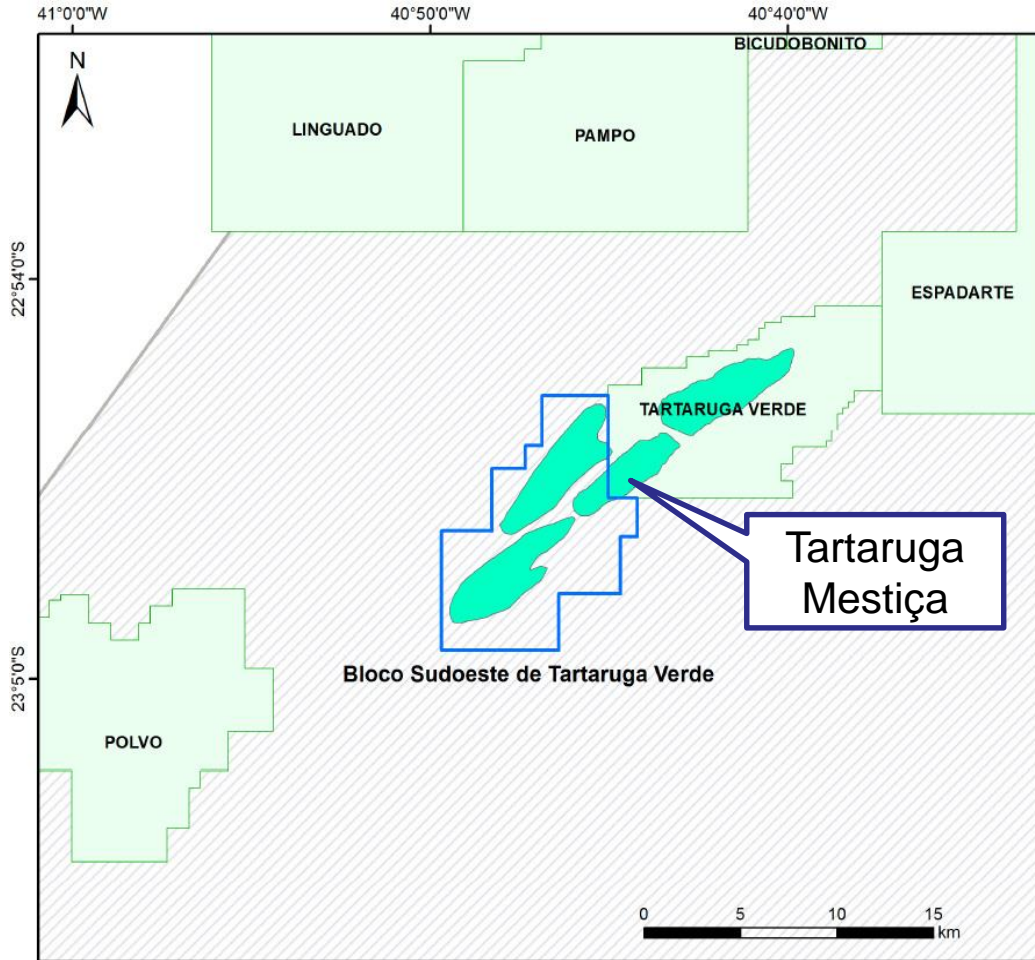 41°0'0"W
40°50'0"W
40°40'0"W
N
BICUDOBONITO
LINGUADO
PAMPO
22°54'0"S
ESPADARTE
TARTARUGA VERDE
Tartaruga
Mestiça
Bloco Sudoeste de Tartaruga Verde
23°5'0"S
POLVO
0 5 10 15
km